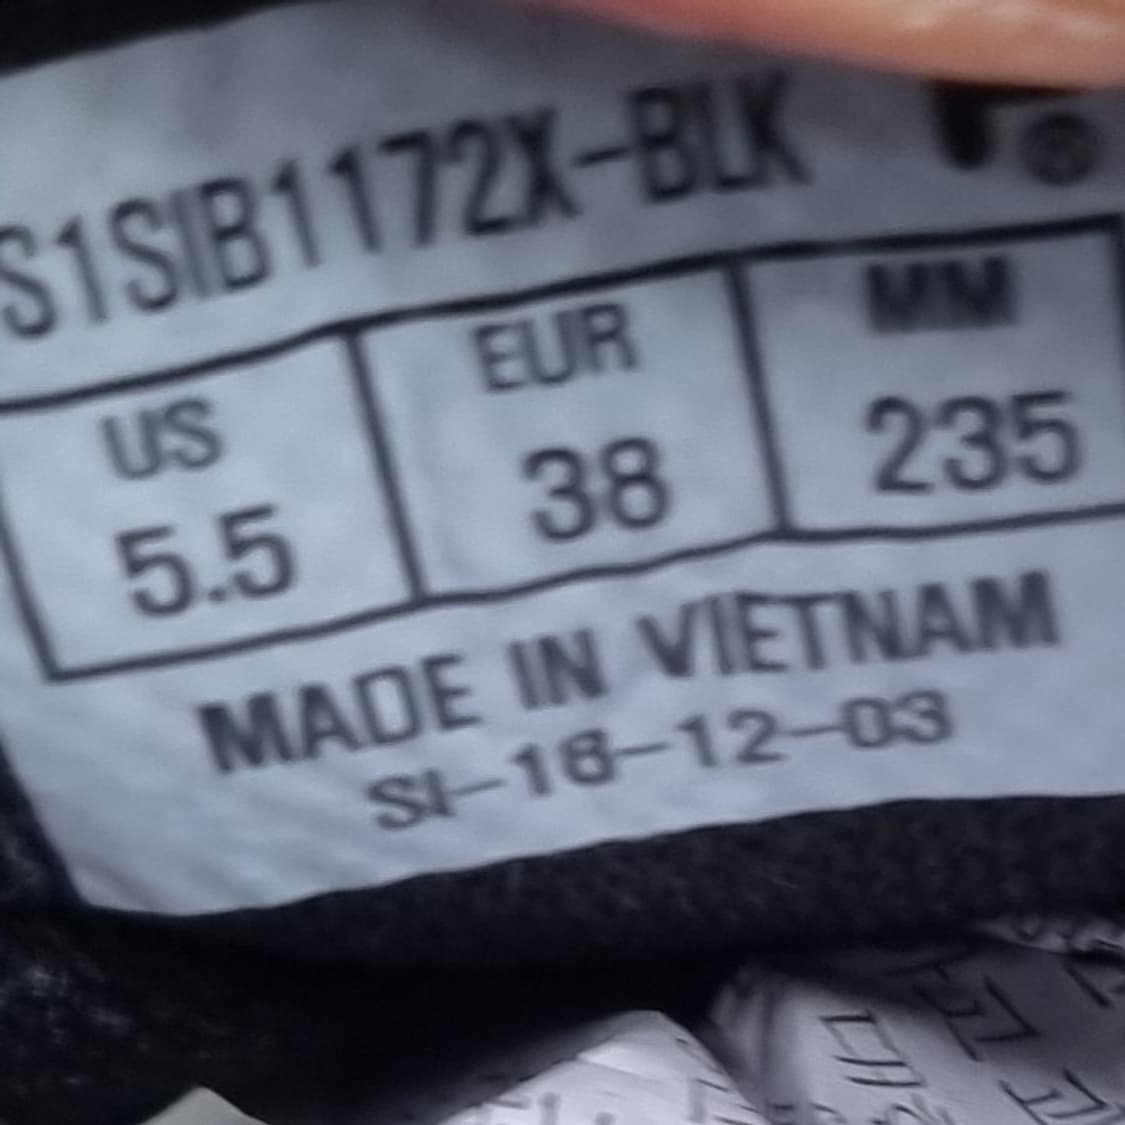 S1SIB1172X-BLK ®
US EUR MM
5.5 38 235
MADE IN VIETNAM
SI-18-12-03